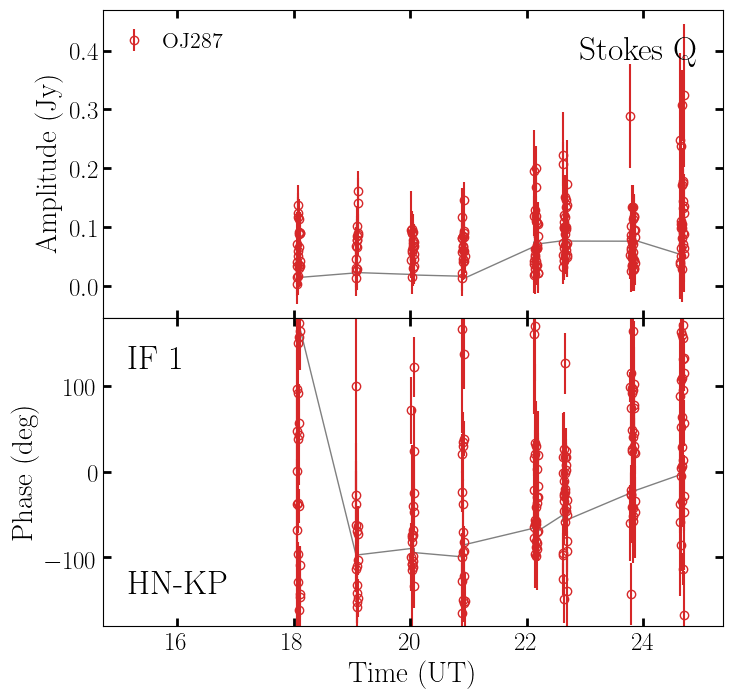 OJ287
Stokes Q
0.4
0.3
0.2
0.1
0.0
Amplitude (Jy)
IF 1
100
0
−100
Phase (deg)
HN-KP
16 18 20 22 24
Time (UT)